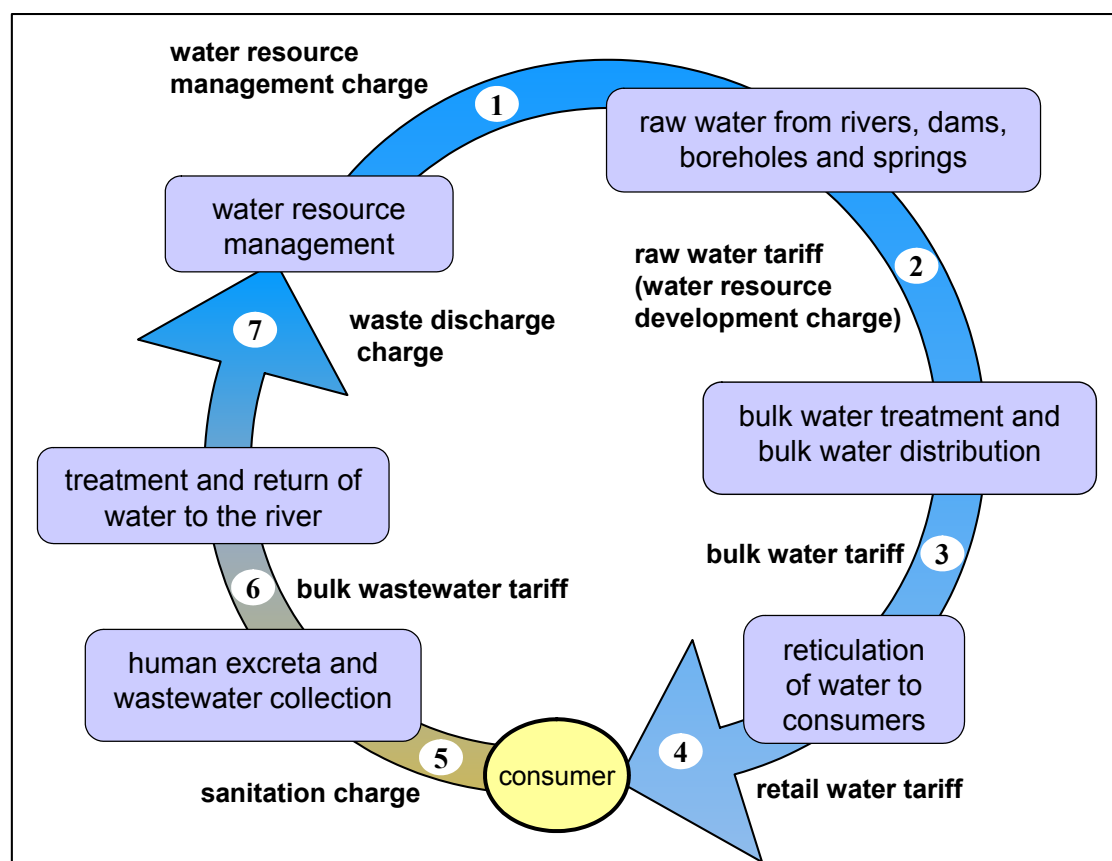 water resource
management charge
1
raw water from rivers, dams,
boreholes and springs
water resource
management
raw water tariff
(water resource
development charge)
2
7
waste discharge
charge
bulk water treatment and
bulk water distribution
treatment and return of
water to the river
bulk water tariff
3
6
bulk wastewater tariff
human excreta and
wastewater collection
reticulation
of water to
consumers
5
consumer
4
sanitation charge
retail water tariff